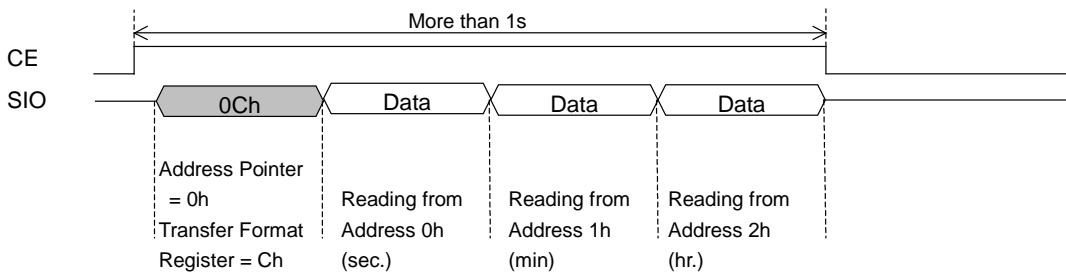 More than 1s
CE
SIO
0Ch
Data
Data
Data
Address Pointer
= 0h
Transfer Format
Register = Ch
Reading from
Address 0h
(sec.)
Reading from
Address 1h
(min)
Reading from
Address 2h
(hr.)